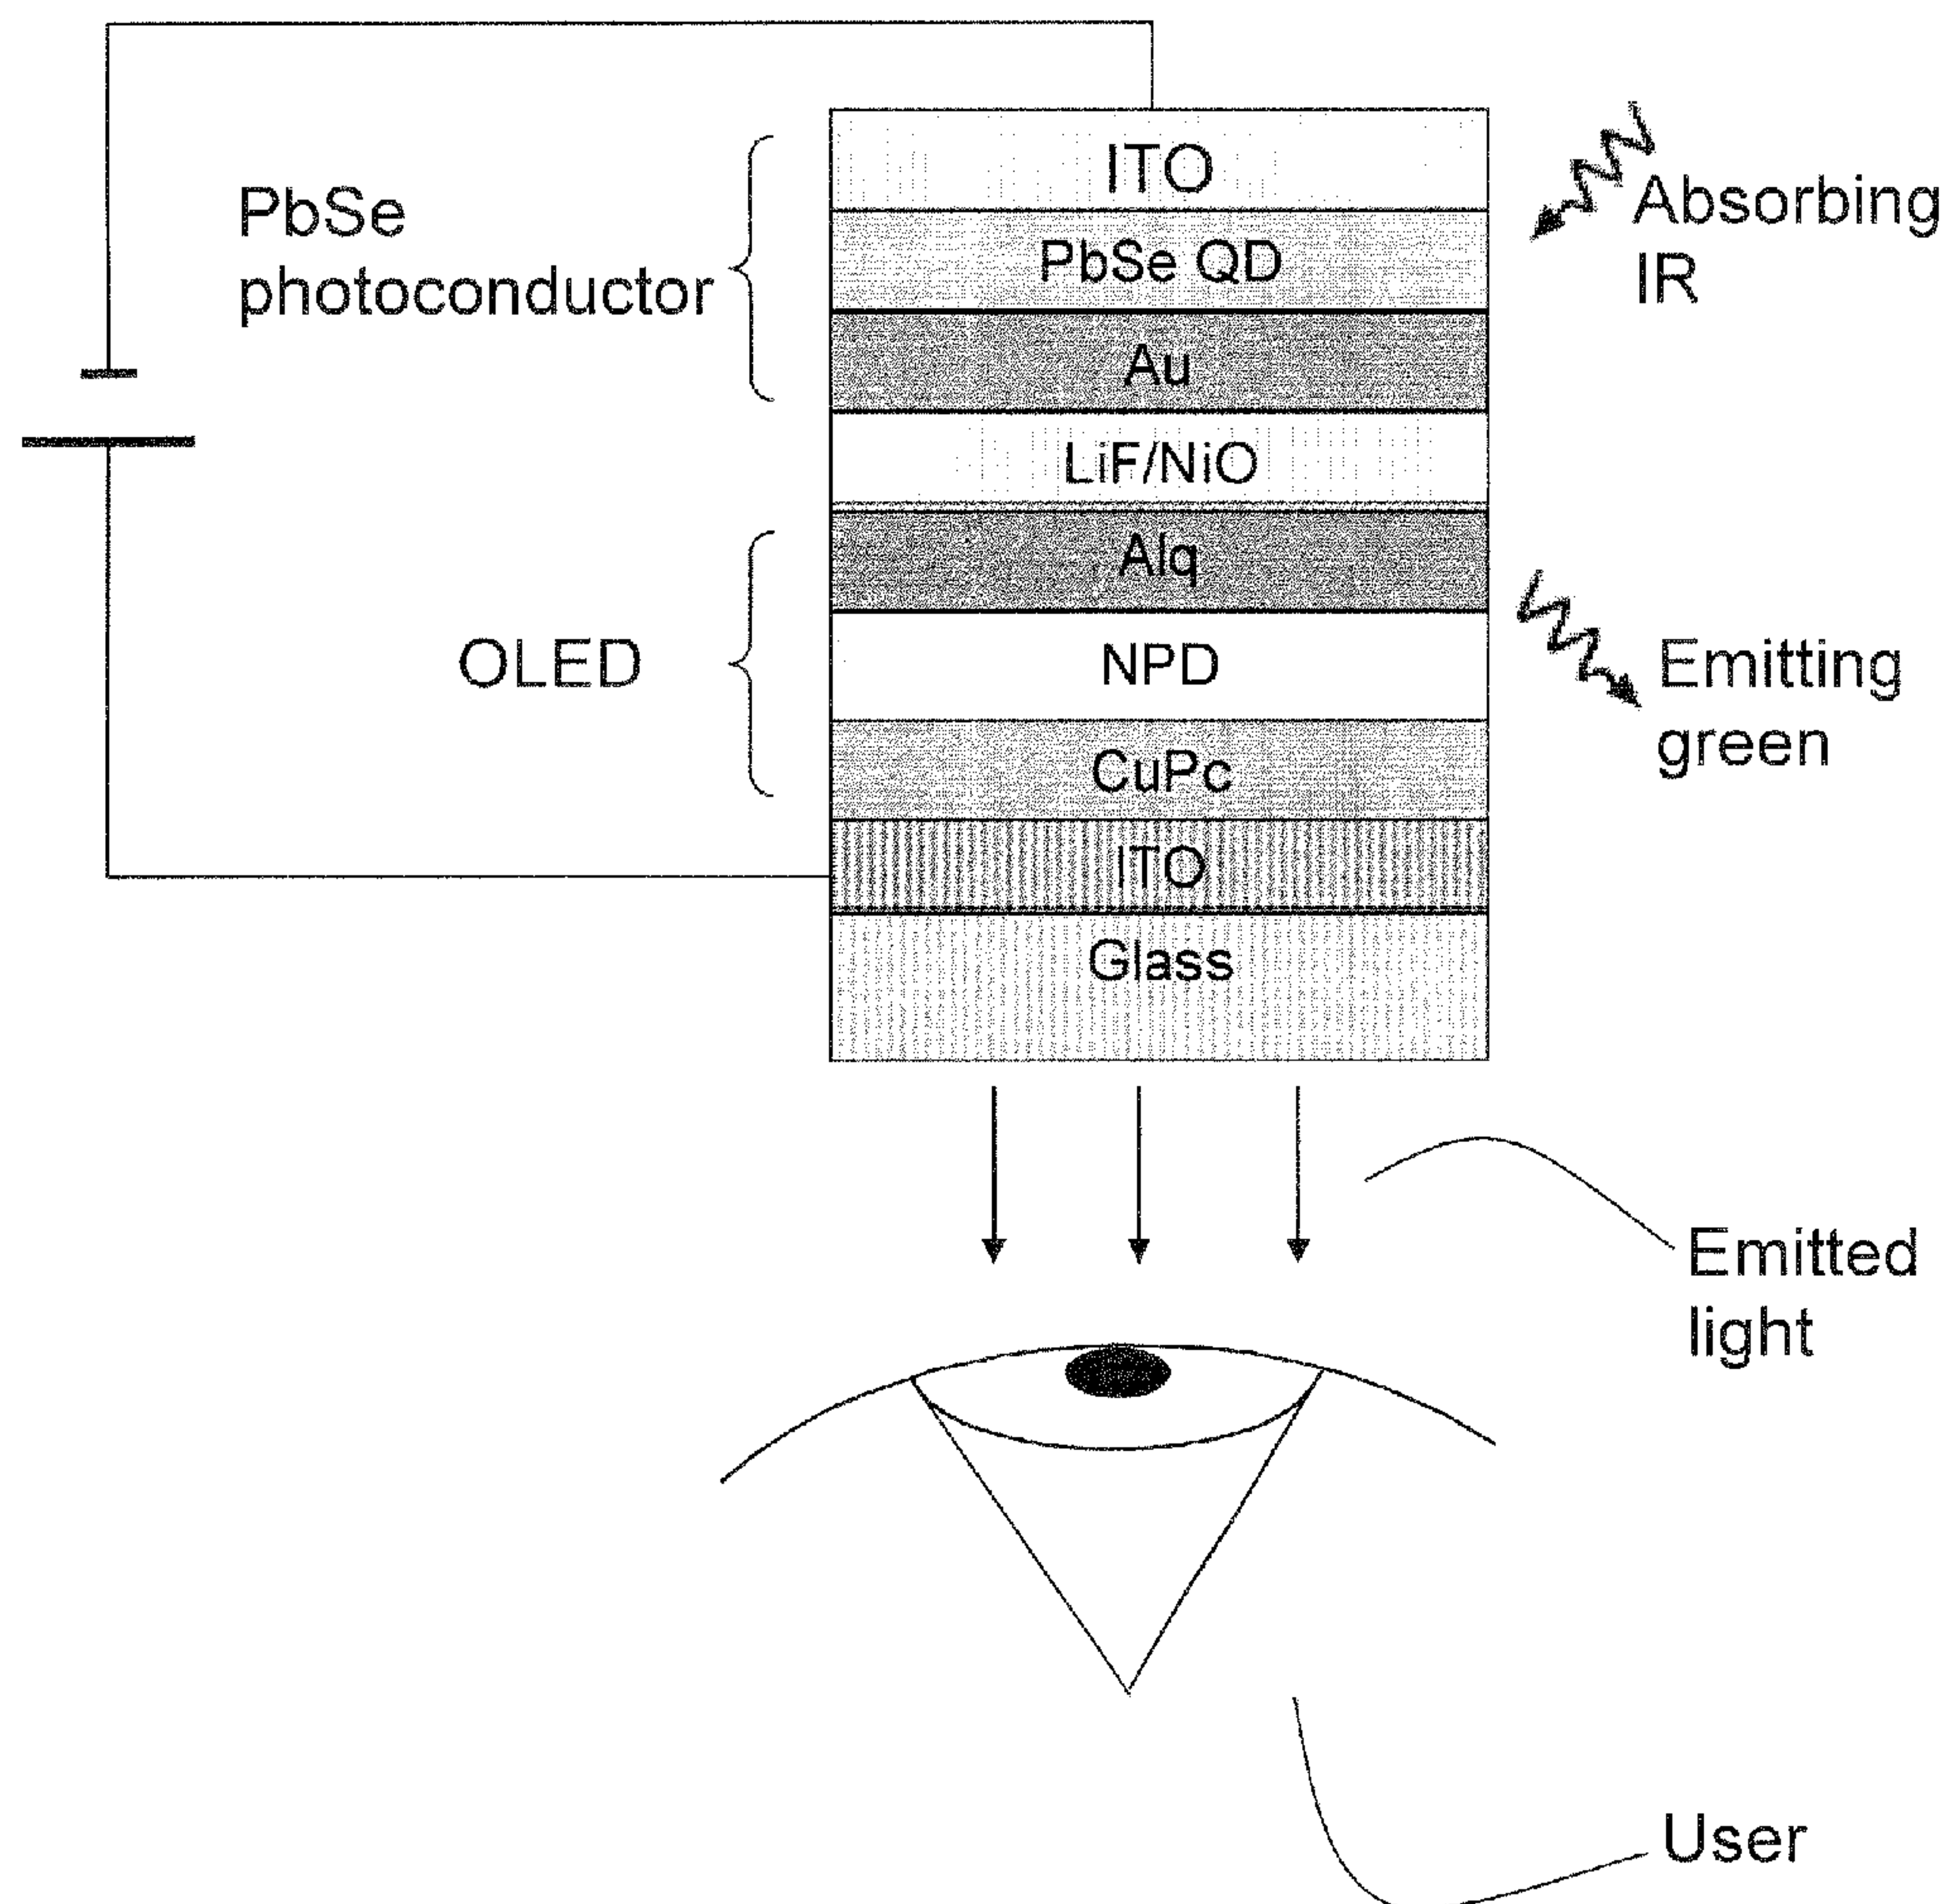 ITO
PbSe
photoconductor
Absorbing
IR
PbSe QD
Au
LiF/NiO
Alq
OLED
NPD
Emitting
green
CuPc
ITO
Glass
Emitted
light
User